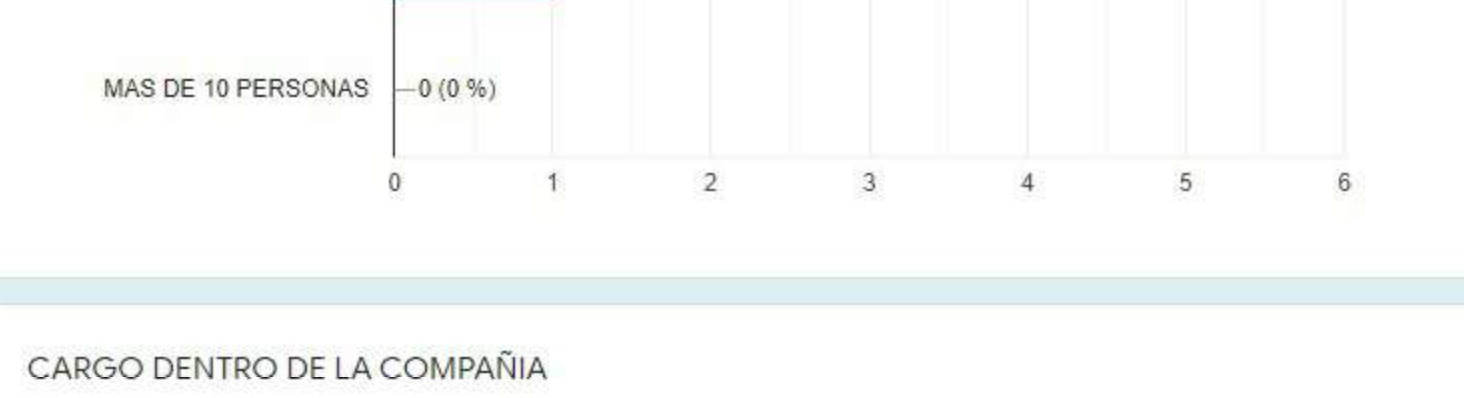 MAS DE 10 PERSONAS 0 (0 %)
0 1 2 3 4 5 6
CARGO DENTRO DE LA COMPAÑIA